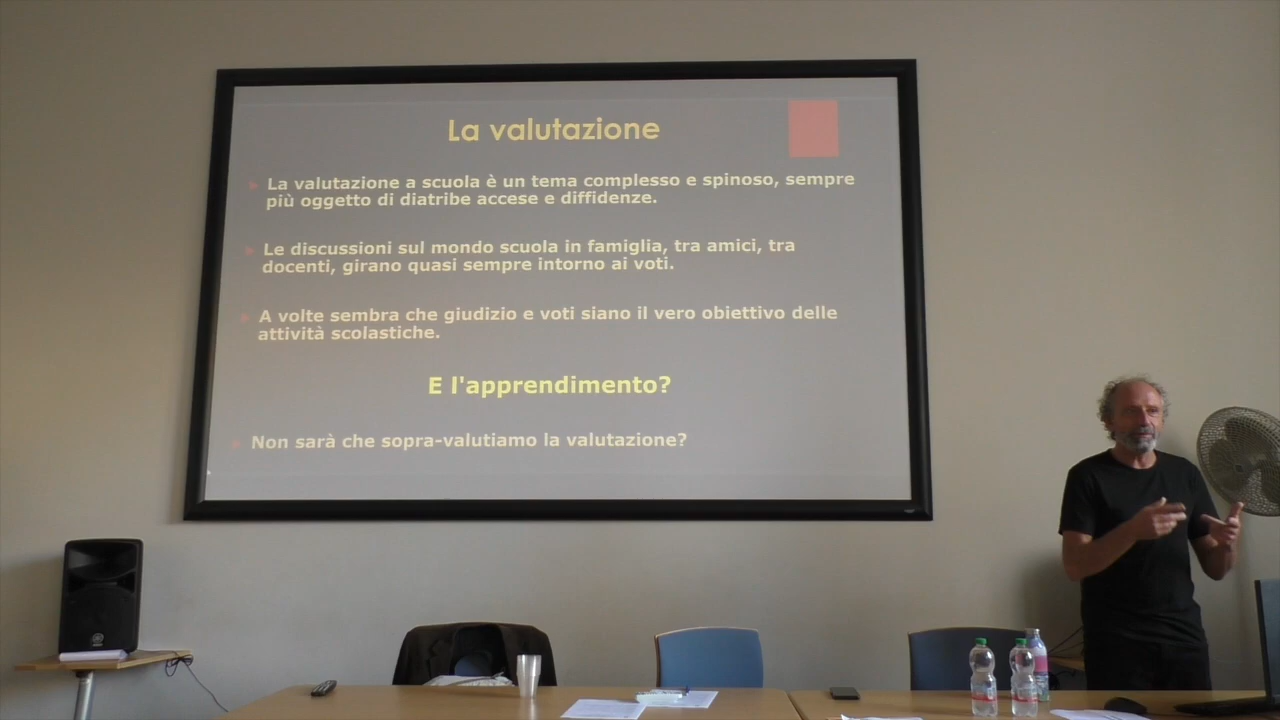 La valutazione
La valutazione a scuola è un tema complesso e spinoso, sempre
più oggetto di diatribe accese e diffidenze.
Le discussioni sul mondo scuola in famiglia, tra amici, tra
docenti, girano quasi sempre intorno ai voti.
A volte sembra che giudizio e voti siano il vero obiettivo delle
attività scolastiche.
E l'apprendimento?
Non sarà che sopra-valutiamo la valutazione?